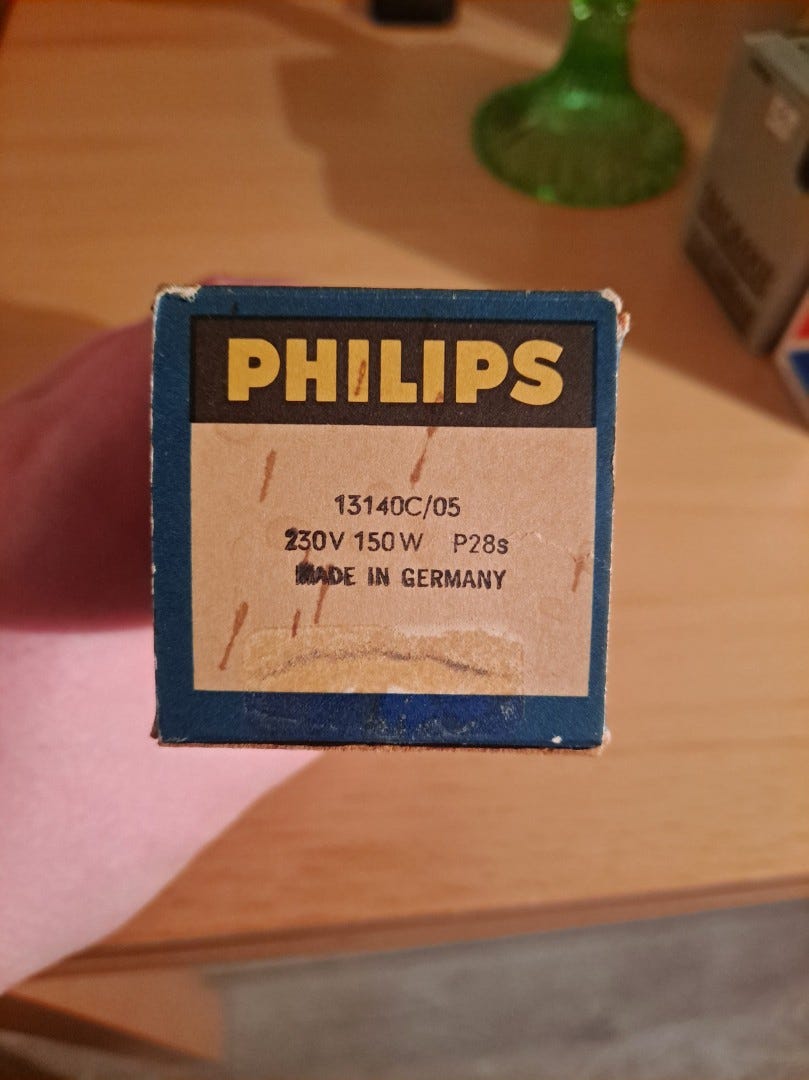 PHILIPS
13140C/05
230V 150W P28s
MADE IN GERMANY